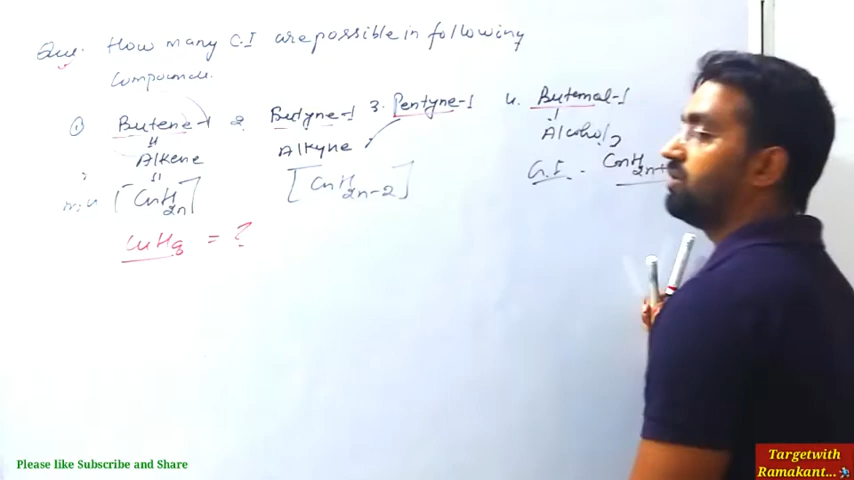 Que. How many C.I are possible in following
Compounds.
① Butene-1 2. Butyne-1 3. Pentyne-1 4. Butenol-1
Alkene Alkyne Alcohol
[CnH2n] [CnH2n-2] G.I. - CnH2n+
C4H8 = ?
Please like Subscribe and Share
Targetwith
Ramakant...